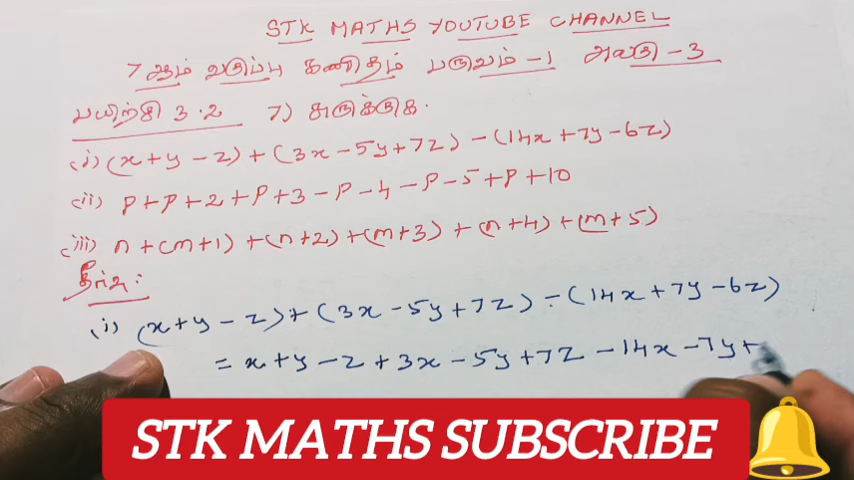 STK MATHS YOUTUBE CHANNEL
7 ஆம் வகுப்பு கணிதம் பருவம் - 1 அலகு - 3
பயிற்சி 3.2 7) சுருக்குக.
(i) (x+y-z) + (3x-5y+7z) - (14x+7y-6z)
(ii) p+p+2+p+3-p-4-p-5+p+10
(iii) n+(m+1)+(n+2)+(m+3)+(n+4)+(m+5)
தீர்வு:
(i) (x+y-z)+(3x-5y+7z)-(14x+7y-6z)
= x+y-z+3x-5y+7z-14x-7y+
STK MATHS SUBSCRIBE